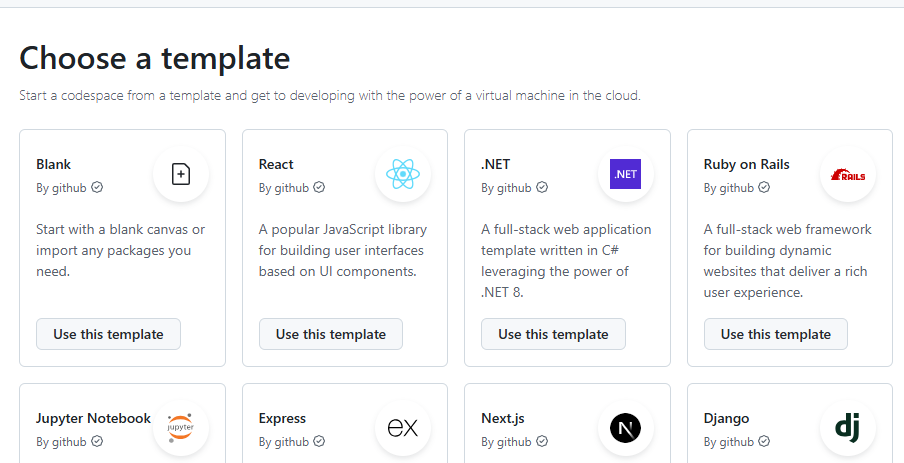 Choose a template
Start a codespace from a template and get to developing with the power of a virtual machine in the cloud.
Blank
By github
Start with a blank canvas or
import any packages you
need.
Use this template
React
By github
A popular JavaScript library
for building user interfaces
based on UI components.
Use this template
.NET
By github
.NET
A full-stack web application
template written in C#
leveraging the power of
.NET 8.
Use this template
Ruby on Rails
By github
RAILS
A full-stack web framework
for building dynamic
websites that deliver a rich
user experience.
Use this template
Jupyter Notebook
By github
jupyter
Express
By github
ex
Next.js
By github
N
Django
By github
dj